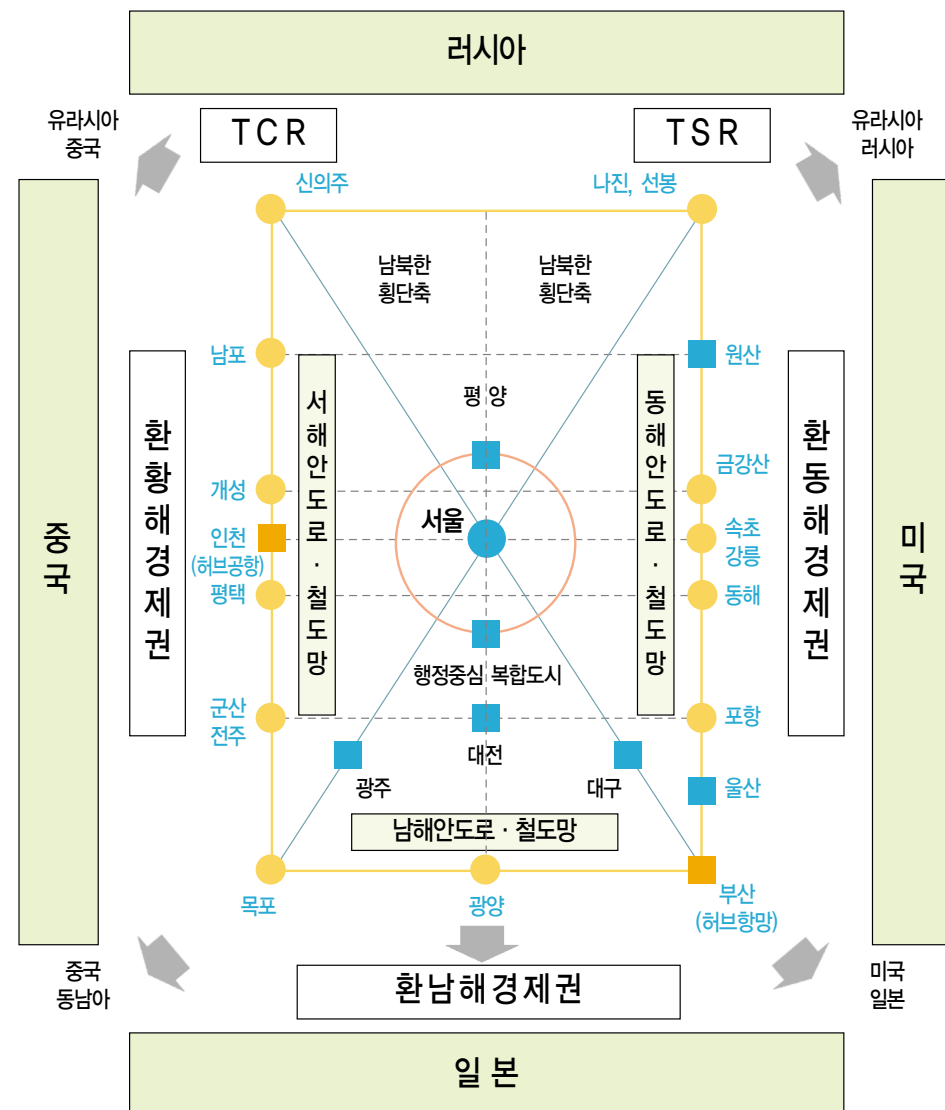 러시아
유라시아
중국
TCR
TSR
유라시아
러시아
신의주
나진, 선봉
남북한
횡단축
남북한
횡단축
남포
원산
평 양
환황해경제권
서해안도로 · 철도망
동해안도로 · 철도망
환동해경제권
중국
미국
개성
금강산
서울
인천
(허브공항)
속초
강릉
평택
동해
행정중심 복합도시
군산
전주
포항
대전
광주
대구
울산
남해안도로 · 철도망
목포
광양
부산
(허브항망)
중국
동남아
환남해경제권
미국
일본
일 본